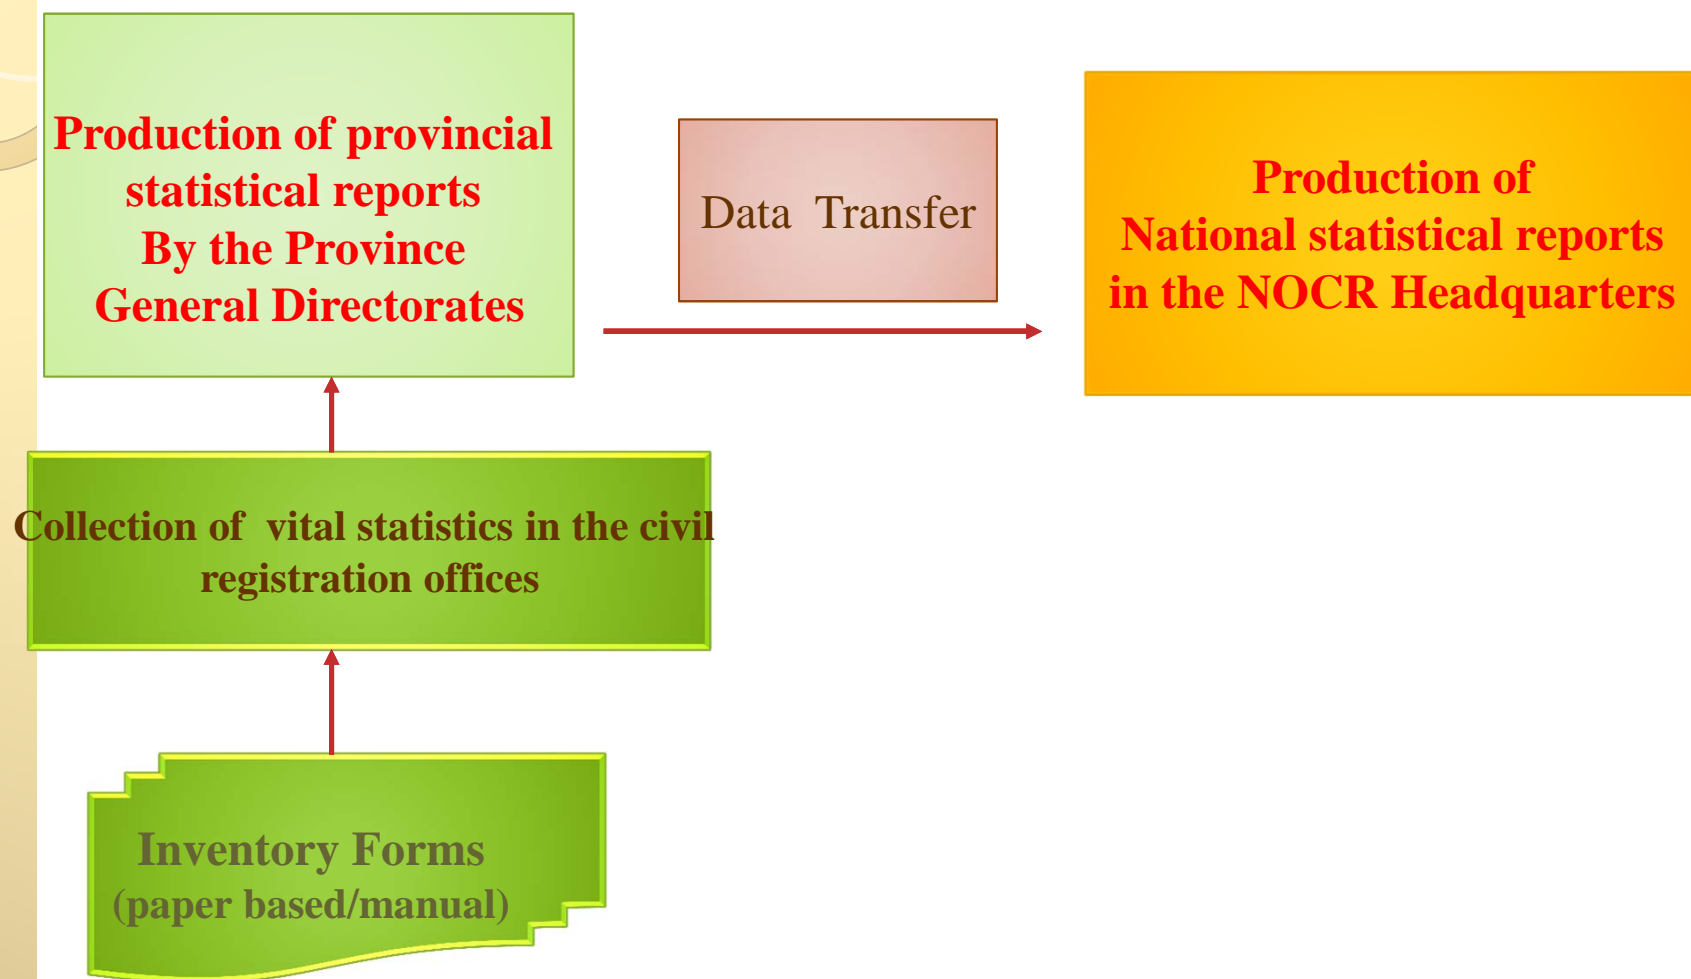 Production of provincial
statistical reports
By the Province
General Directorates
Data Transfer
Production of
National statistical reports
in the NOCR Headquarters
Collection of vital statistics in the civil
registration offices
Inventory Forms
(paper based/manual)